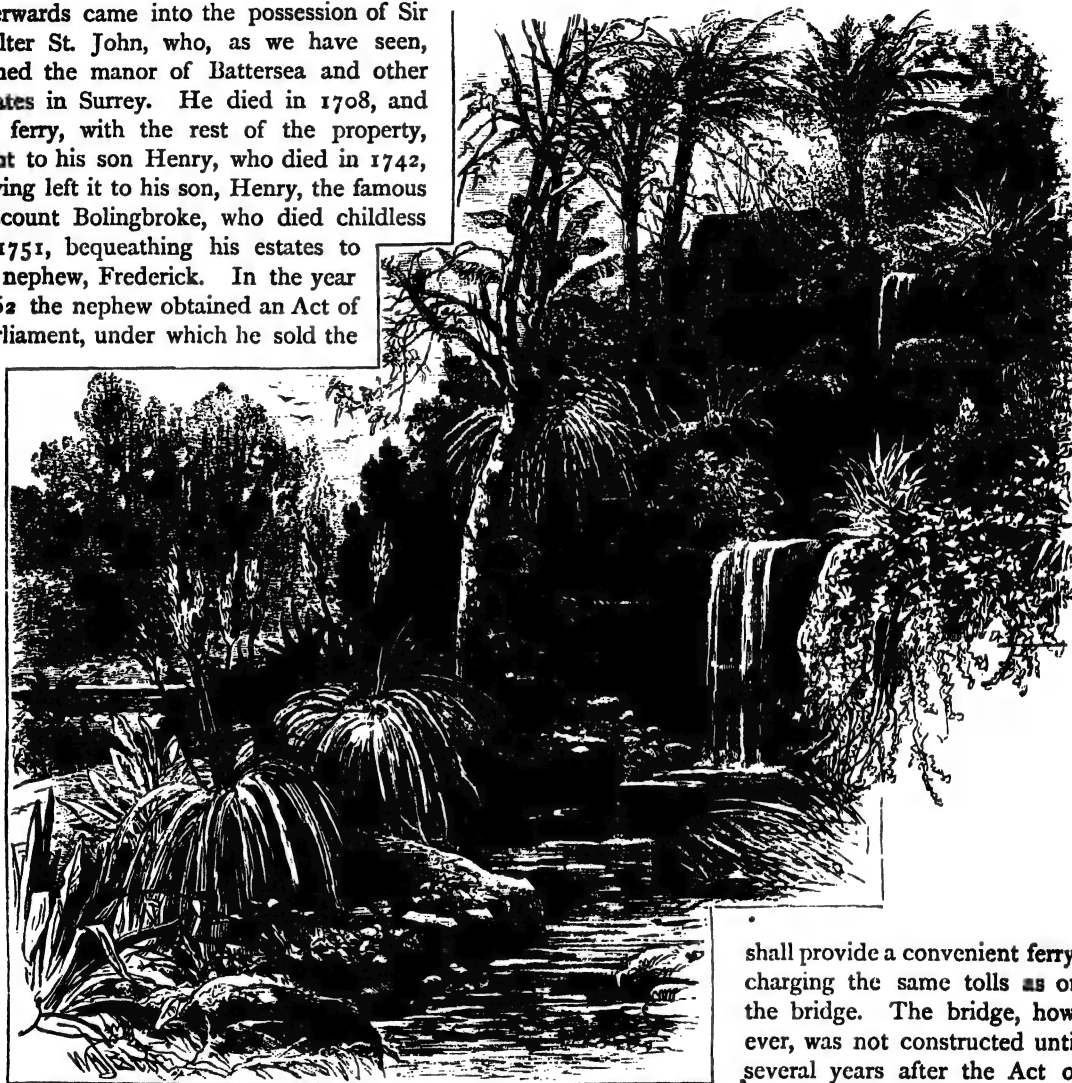 erwards came into the possession of Sir
lter St. John, who, as we have seen,
ned the manor of Battersea and other
ates in Surrey. He died in 1708, and
ferry, with the rest of the property,
nt to his son Henry, who died in 1742,
ving left it to his son, Henry, the famous
count Bolingbroke, who died childless
1751, bequeathing his estates to
nephew, Frederick. In the year
62 the nephew obtained an Act of
rliament, under which he sold the
shall provide a convenient ferry
charging the same tolls as on
the bridge. The bridge, how
ever, was not constructed until
several years after the Act o